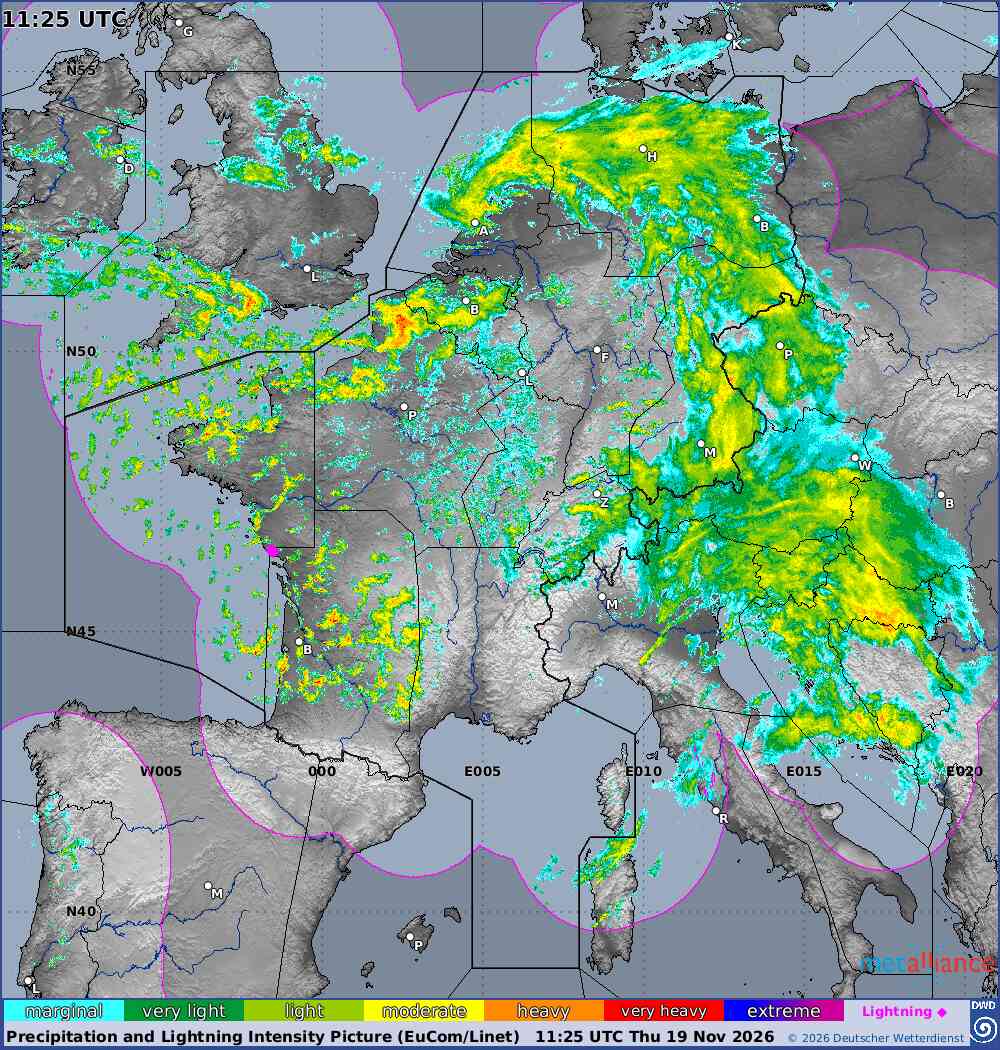 11:25 UTC
G
K
N55
H
D
A
B
L
B
N50
F
P
L
P
M
W
B
Z
M
N45
B
W005
000
E005
E010
E015
E020
R
M
N40
P
metalliance
L
marginal very light light moderate heavy very heavy extreme Lightning ◆
DWD
Precipitation and Lightning Intensity Picture (EuCom/Linet) 11:25 UTC Thu 19 Nov 2026 © 2026 Deutscher Wetterdienst